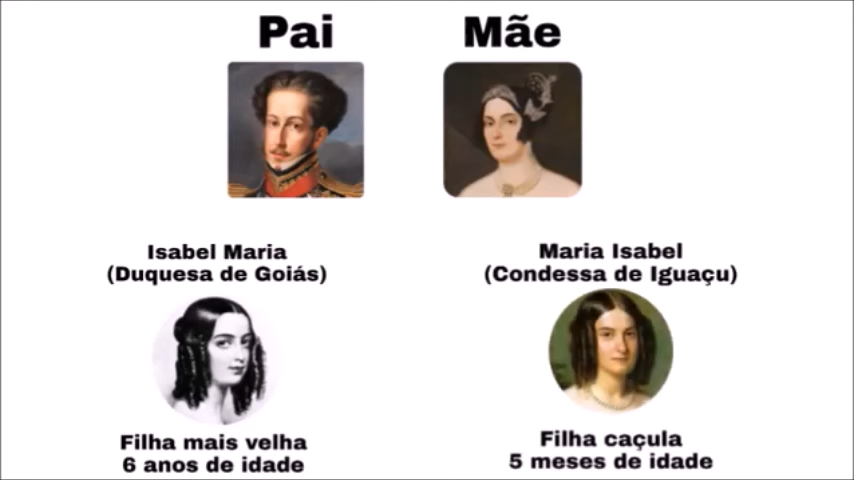 Pai
Mãe
Isabel Maria
(Duquesa de Goiás)
Maria Isabel
(Condessa de Iguaçu)
Filha mais velha
6 anos de idade
Filha caçula
5 meses de idade